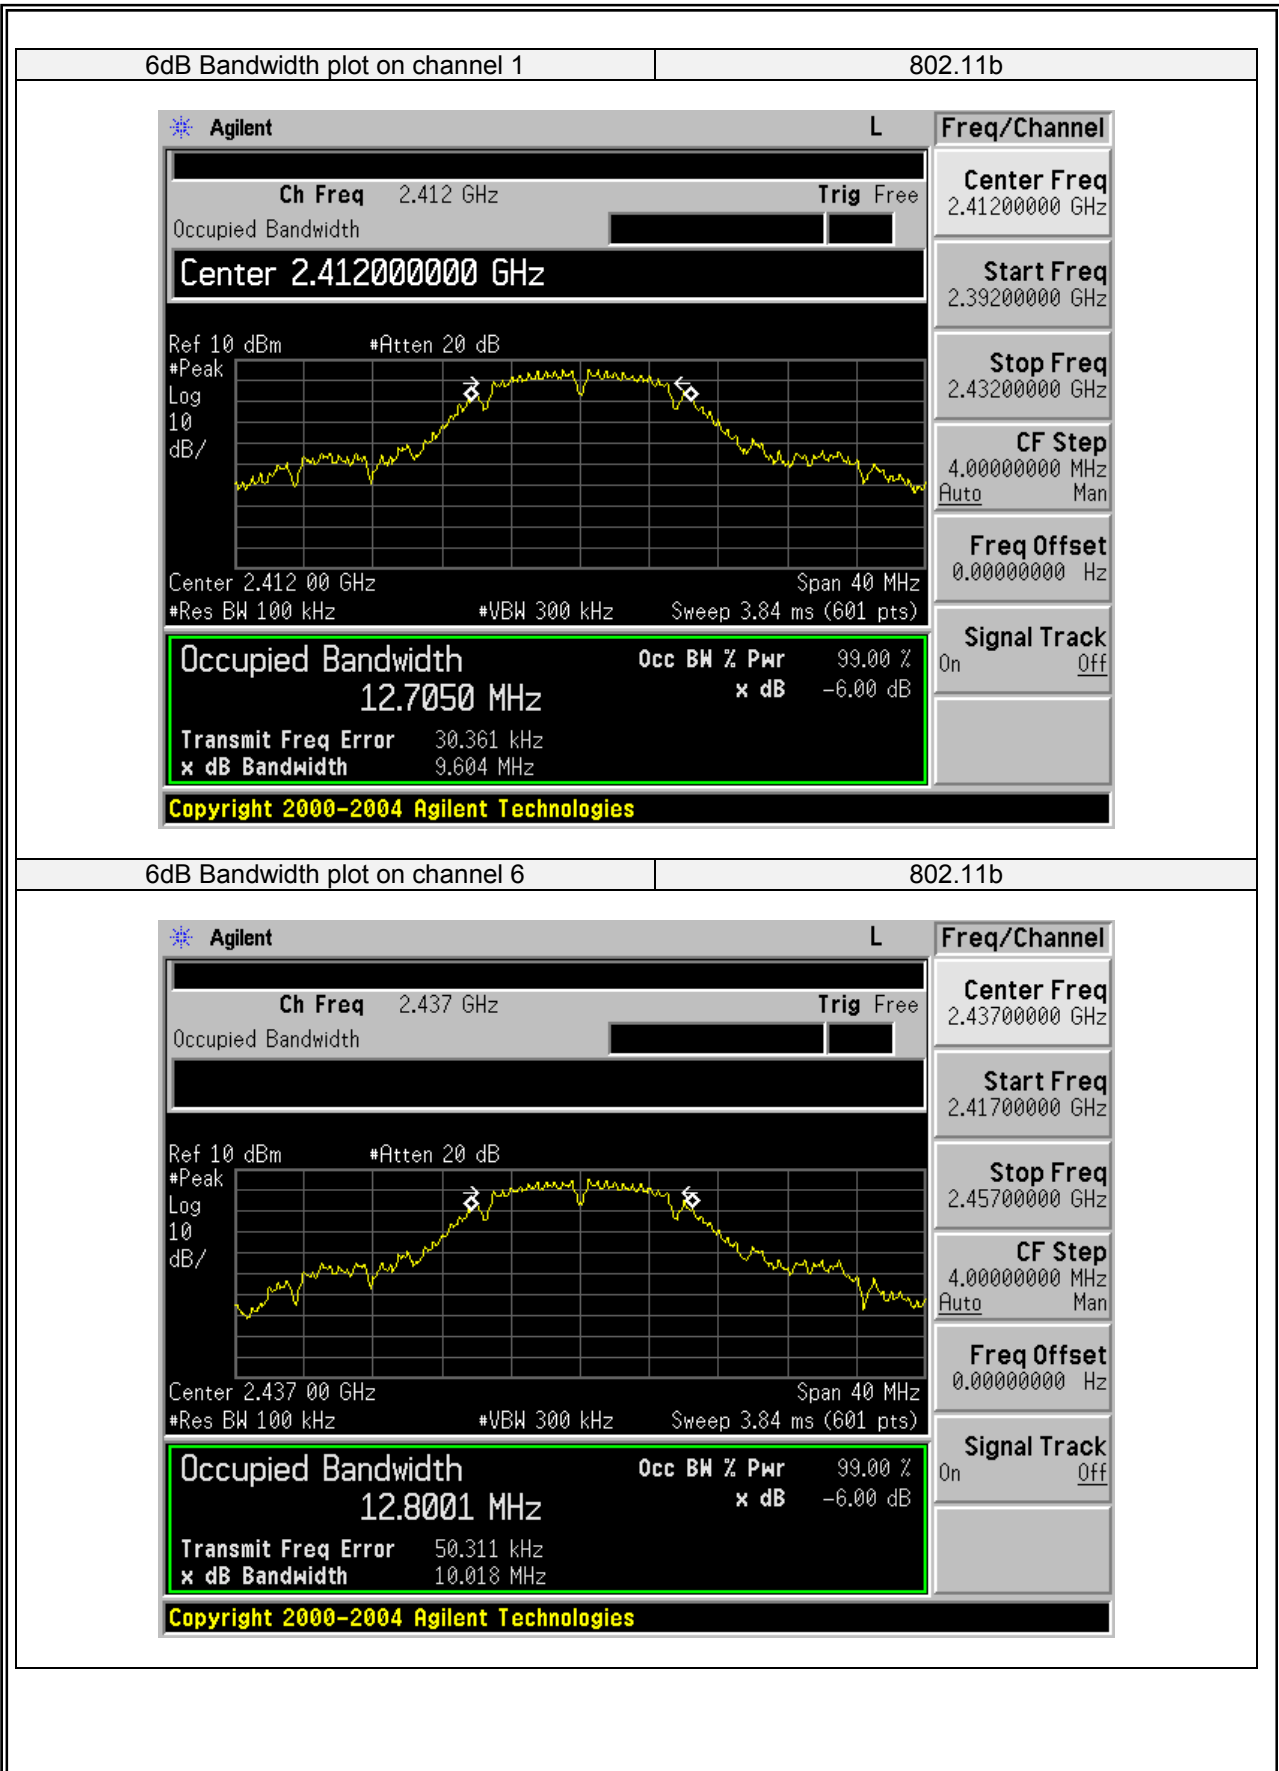 6dB Bandwidth plot on channel 1 802.11b
Agilent L Freq/Channel
Ch Freq 2.412 GHz Trig Free
Occupied Bandwidth
Center 2.412000000 GHz
Center Freq
2.41200000 GHz
Start Freq
2.39200000 GHz
Stop Freq
2.43200000 GHz
CF Step
4.00000000 MHz
Auto Man
Freq Offset
0.00000000 Hz
Signal Track
On Off
Ref 10 dBm #Atten 20 dB
#Peak
Log
10
dB/
Center 2.412 00 GHz Span 40 MHz
#Res BW 100 kHz #VBW 300 kHz Sweep 3.84 ms (601 pts)
Occupied Bandwidth Occ BW % Pwr 99.00 %
12.7050 MHz x dB -6.00 dB
Transmit Freq Error 30.361 kHz
x dB Bandwidth 9.604 MHz
Copyright 2000-2004 Agilent Technologies
6dB Bandwidth plot on channel 6 802.11b
Agilent L Freq/Channel
Ch Freq 2.437 GHz Trig Free
Occupied Bandwidth
Center Freq
2.43700000 GHz
Start Freq
2.41700000 GHz
Stop Freq
2.45700000 GHz
CF Step
4.00000000 MHz
Auto Man
Freq Offset
0.00000000 Hz
Signal Track
On Off
Ref 10 dBm #Atten 20 dB
#Peak
Log
10
dB/
Center 2.437 00 GHz Span 40 MHz
#Res BW 100 kHz #VBW 300 kHz Sweep 3.84 ms (601 pts)
Occupied Bandwidth Occ BW % Pwr 99.00 %
12.8001 MHz x dB -6.00 dB
Transmit Freq Error 50.311 kHz
x dB Bandwidth 10.018 MHz
Copyright 2000-2004 Agilent Technologies